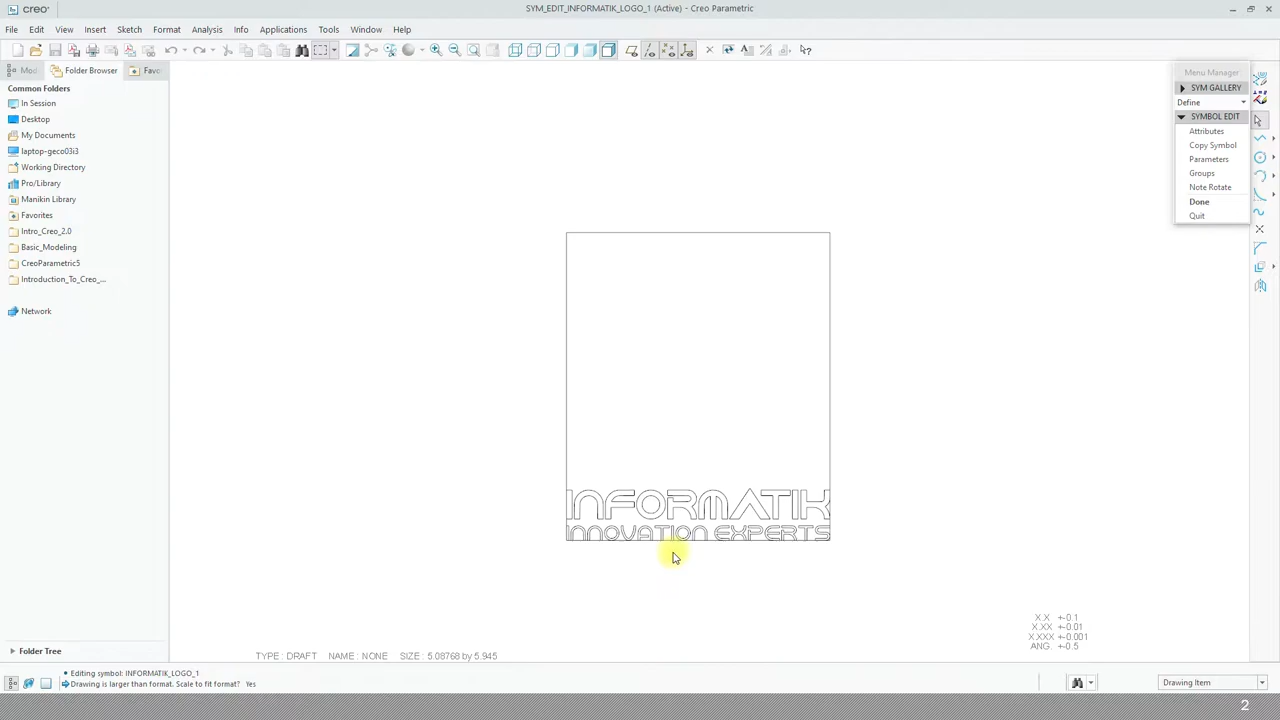 creo
SYM_EDIT_INFORMATIK_LOGO_1 (Active) - Creo Parametric
File Edit View Insert Sketch Format Analysis Info Applications Tools Window Help
Mod Folder Browser Favo
Common Folders
In Session
Desktop
My Documents
laptop-geco03i3
Working Directory
Pro/Library
Manikin Library
Favorites
Intro_Creo_2.0
Basic_Modeling
CreoParametric5
Introduction_To_Creo_...
Network
Folder Tree
Menu Manager
SYM GALLERY
Define
SYMBOL EDIT
Attributes
Copy Symbol
Parameters
Groups
Note Rotate
Done
Quit
INFORMATIK
INNOVATION EXPERTS
X.X +-0.1
X.XX +-0.01
X.XXX +-0.001
ANG. +-0.5
TYPE : DRAFT NAME : NONE SIZE : 5.08768 by 5.945
• Editing symbol: INFORMATIK_LOGO_1
Drawing is larger than format. Scale to fit format? Yes
Drawing Item
2